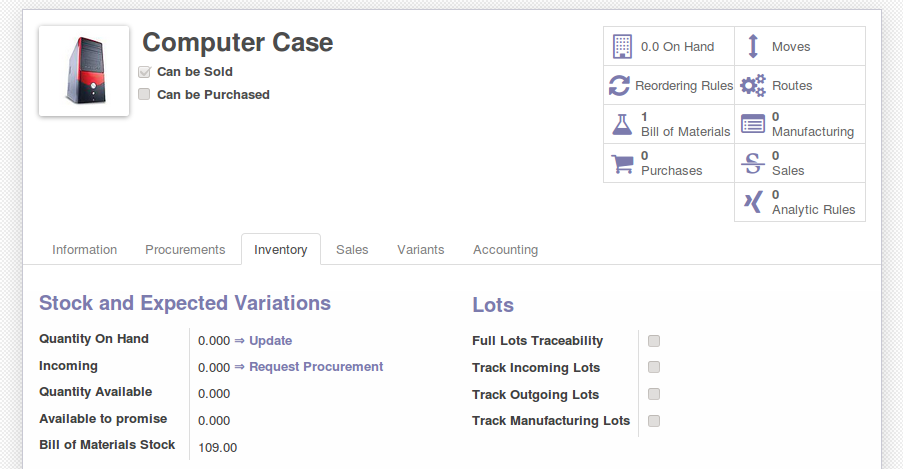 Computer Case
Can be Sold
Can be Purchased
0.0 On Hand
Moves
Reordering Rules
Routes
1
Bill of Materials
0
Manufacturing
0
Purchases
0
Sales
0
Analytic Rules
Information Procurements Inventory Sales Variants Accounting
Stock and Expected Variations
Quantity On Hand 0.000 ⇒ Update
Incoming 0.000 ⇒ Request Procurement
Quantity Available 0.000
Available to promise 0.000
Bill of Materials Stock 109.00
Lots
Full Lots Traceability
Track Incoming Lots
Track Outgoing Lots
Track Manufacturing Lots